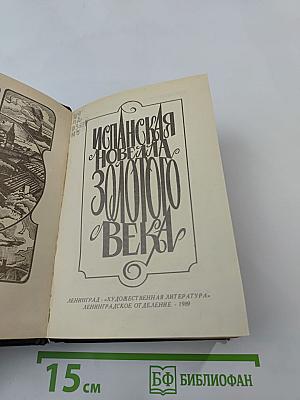 ИСПАНСКАЯ
НОВЕЛЛА
ЗОЛОТОГО
ВЕКА
ЛЕНИНГРАД · «ХУДОЖЕСТВЕННАЯ ЛИТЕРАТУРА»
ЛЕНИНГРАДСКОЕ ОТДЕЛЕНИЕ · 1989
15 см
БФ БИБЛИОФАН